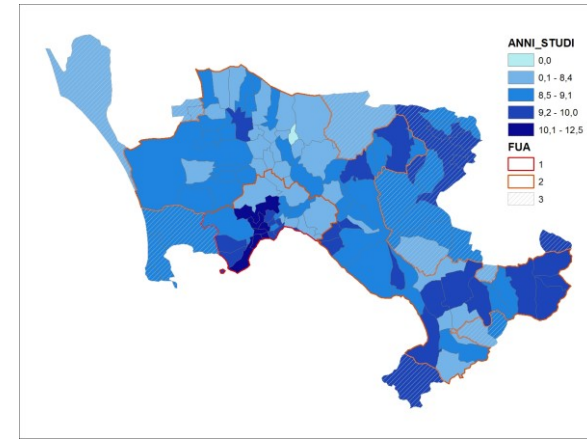 ANNI_STUDI
0,0
0,1 - 8,4
8,5 - 9,1
9,2 - 10,0
10,1 - 12,5
FUA
1
2
3